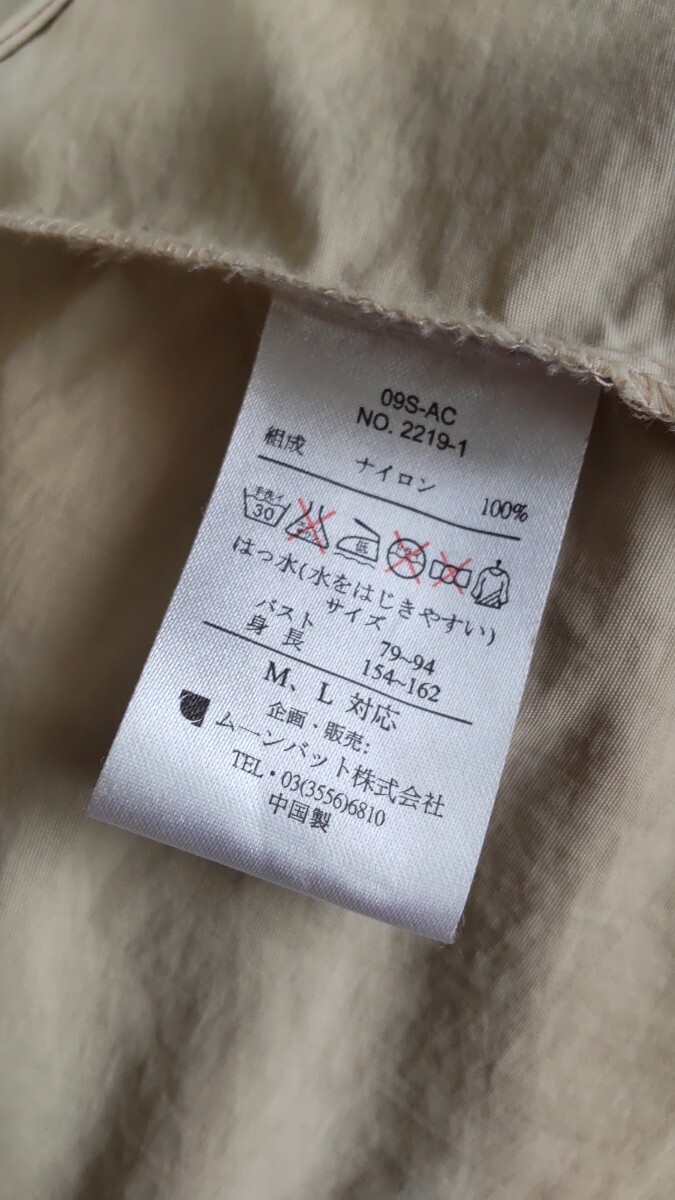 09S-AC
NO. 2219-1
組成 ナイロン 100%
手洗イ 30 低
はっ水(水をはじきやすい)
サイズ
バスト 79~94
身長 154~162
M、L 対応
企画・販売:
ムーンバット株式会社
TEL・03(3556)6810
中国製